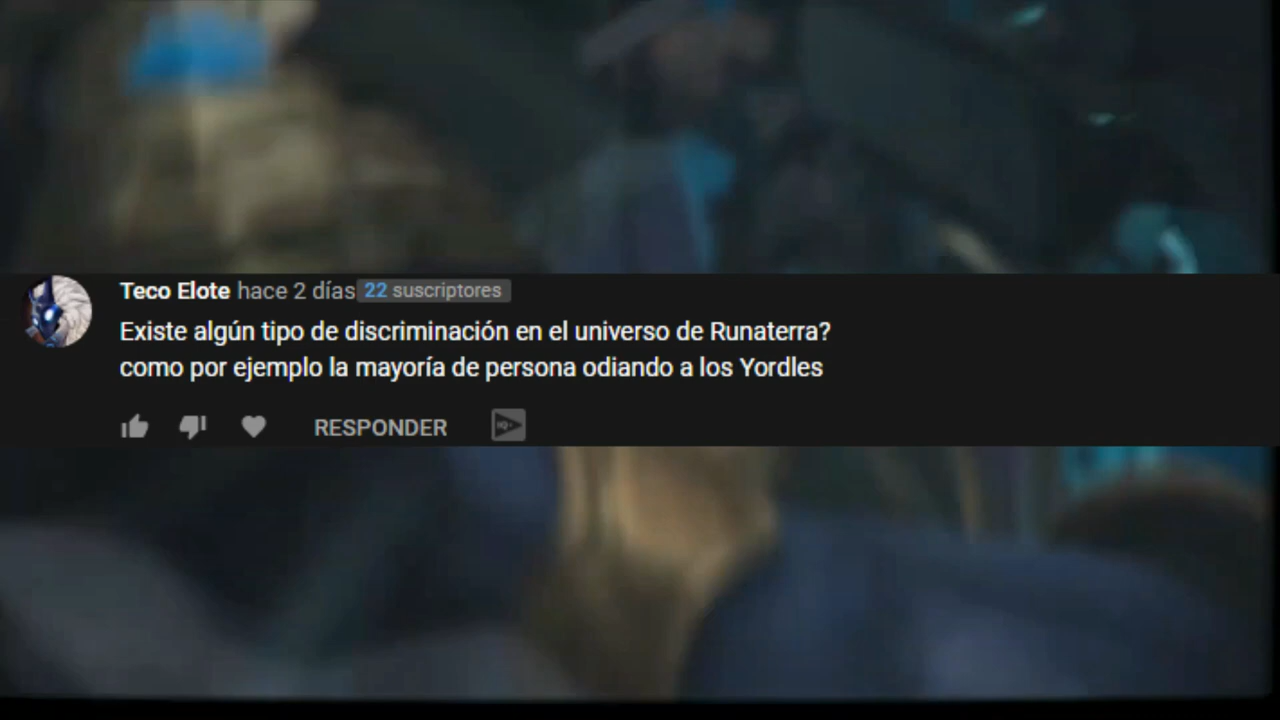 Teco Elote hace 2 días 22 suscriptores
Existe algún tipo de discriminación en el universo de Runaterra?
como por ejemplo la mayoría de persona odiando a los Yordles
RESPONDER